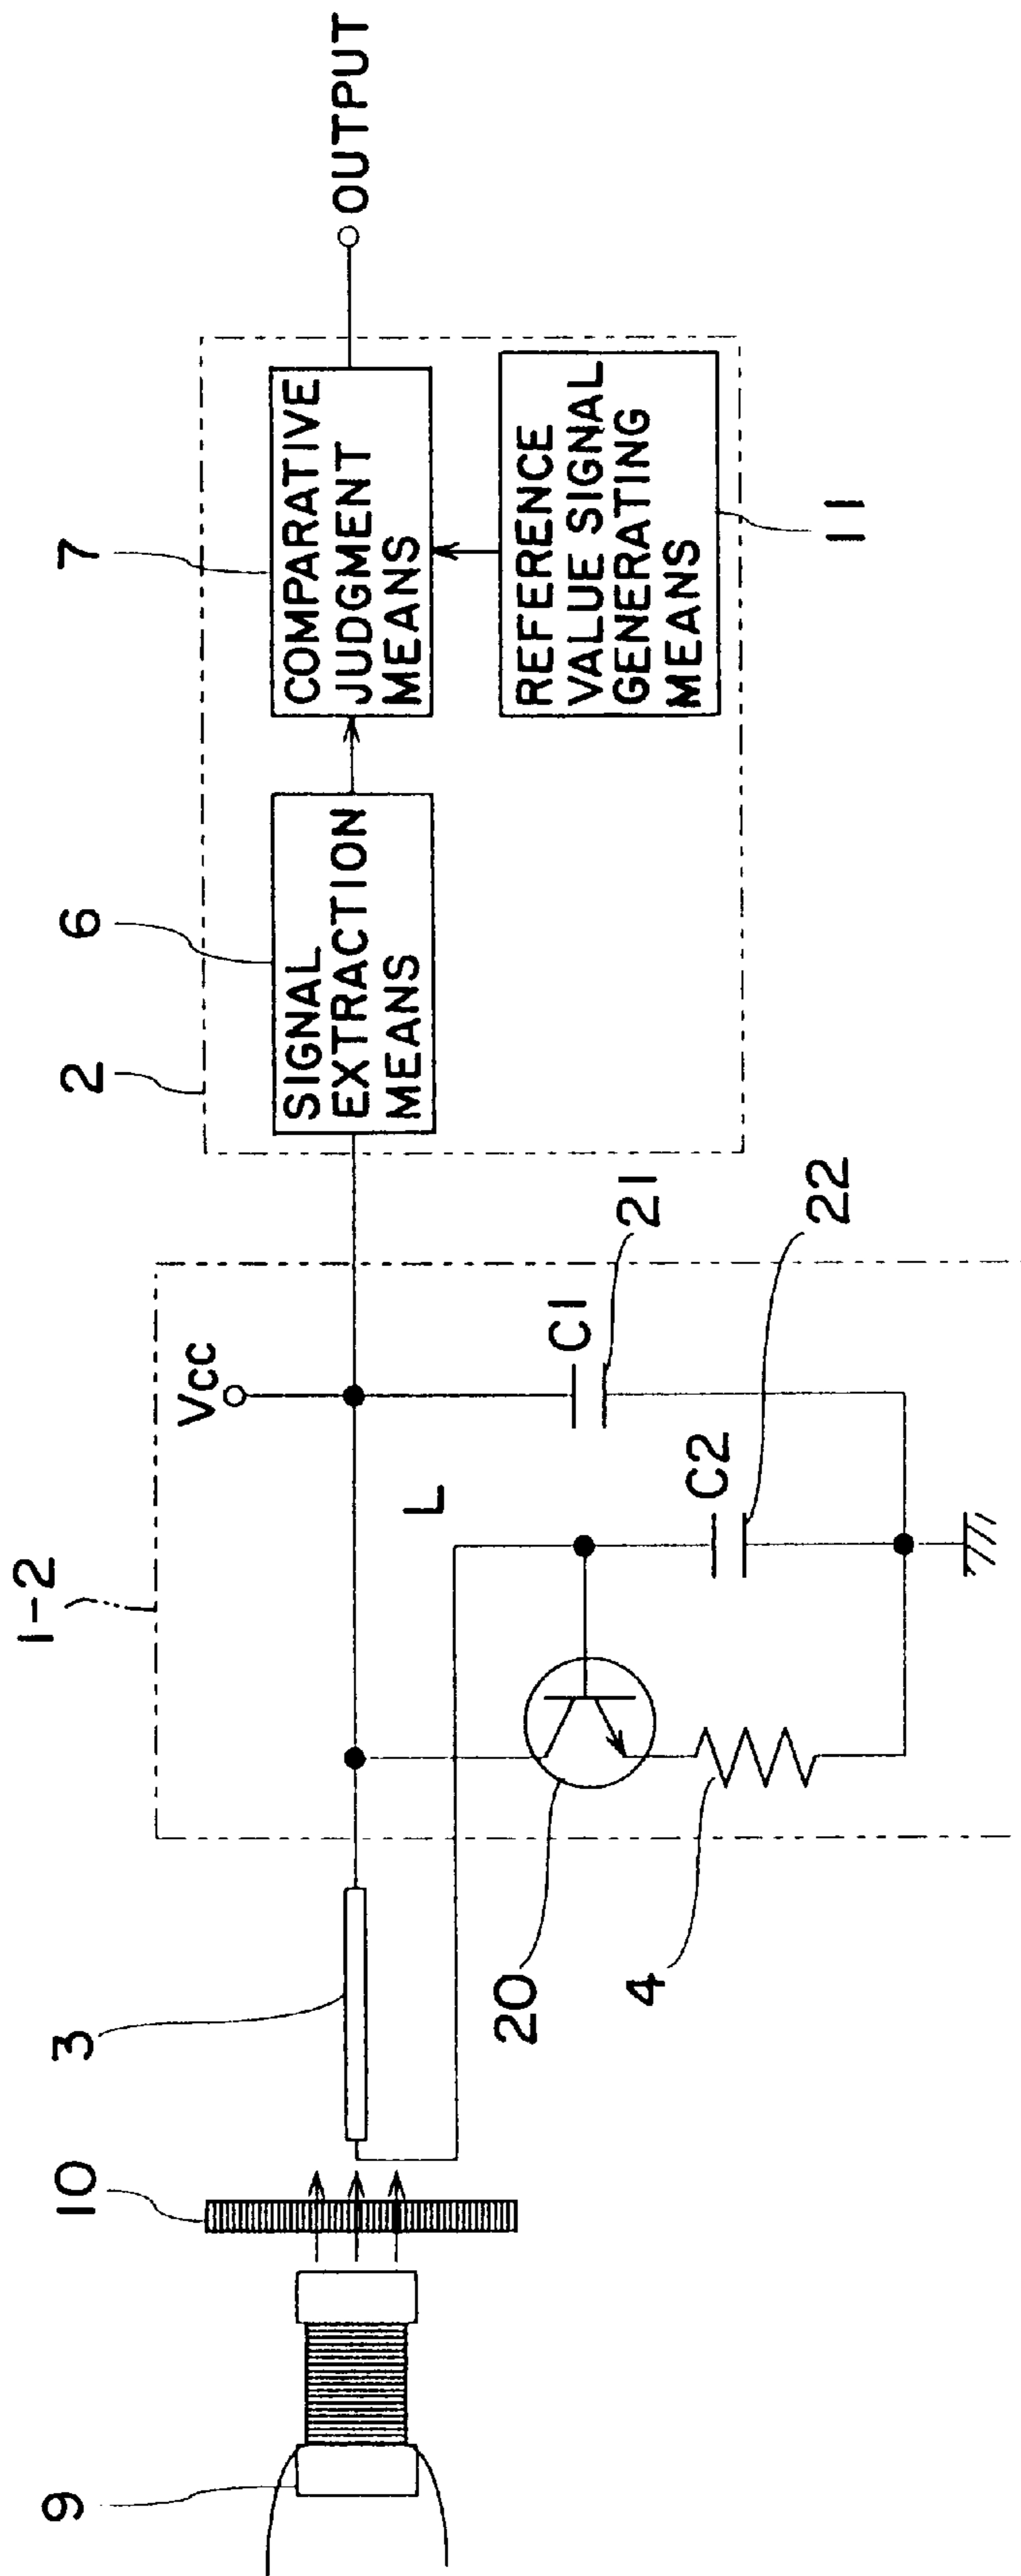 9
10
3
1-2
Vcc
L
C1
21
C2
22
20
4
2
6
SIGNAL
EXTRACTION
MEANS
7
COMPARATIVE
JUDGMENT
MEANS
REFERENCE
VALUE SIGNAL
GENERATING
MEANS
11
OUTPUT